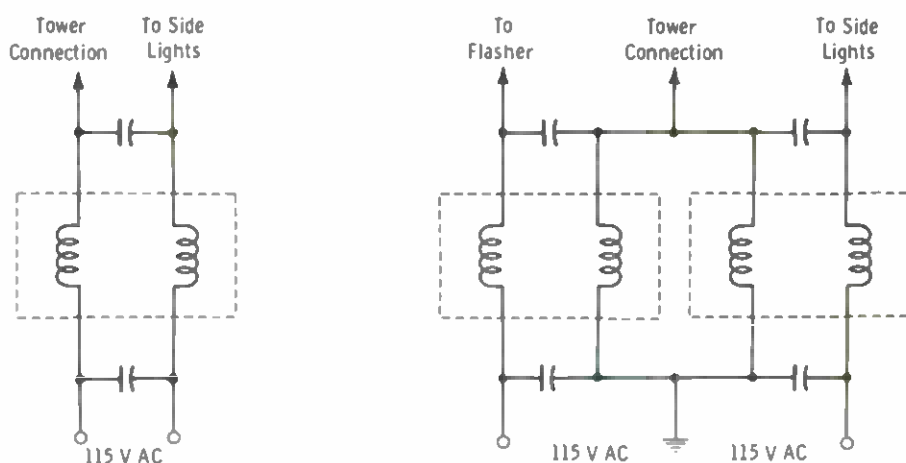 Tower
Connection
To Side
Lights
115 V AC
To
Flasher
Tower
Connection
To Side
Lights
115 V AC
115 V AC